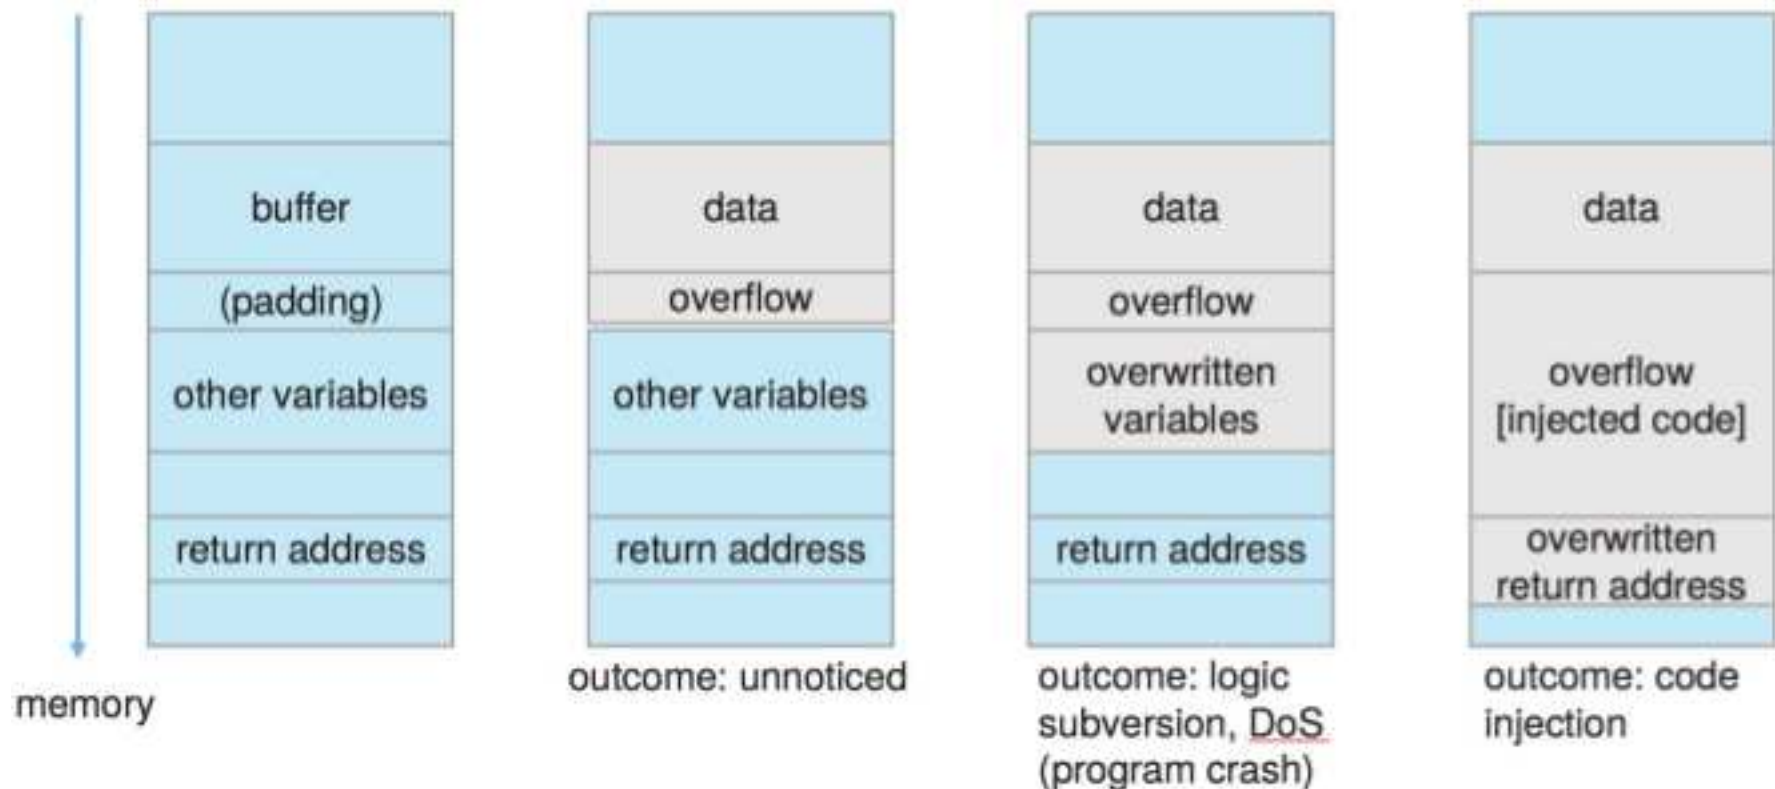 memory
buffer
(padding)
other variables
return address
data
overflow
other variables
return address
outcome: unnoticed
data
overflow
overwritten
variables
return address
outcome: logic
subversion, DoS
(program crash)
data
overflow
[injected code]
overwritten
return address
outcome: code
injection